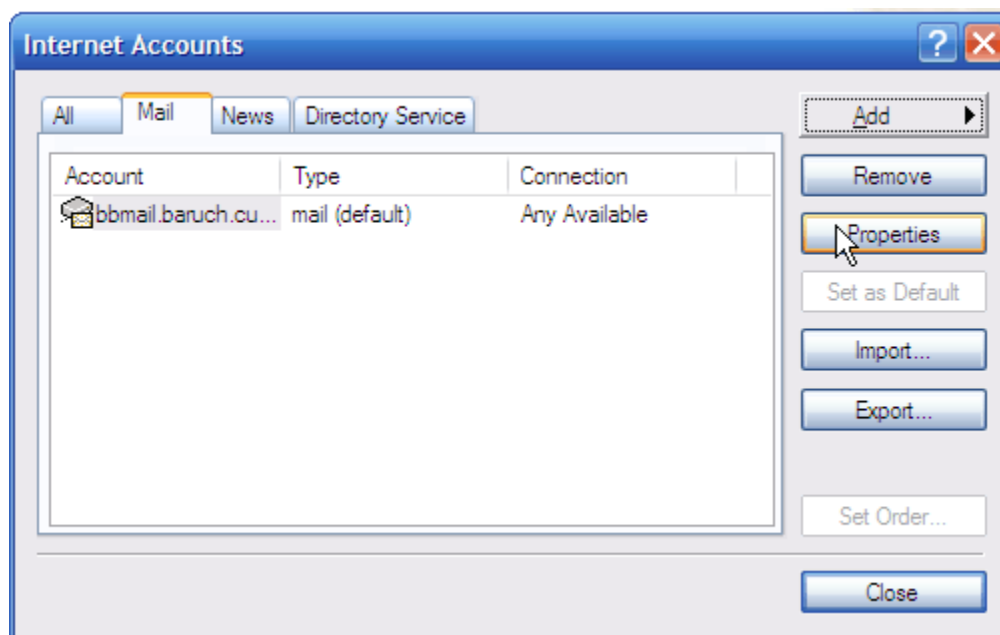 Internet Accounts
?
All Mail News Directory Service
Add
Account Type Connection
Remove
bbmail.baruch.cu... mail (default) Any Available
Properties
Set as Default
Import...
Export...
Set Order...
Close